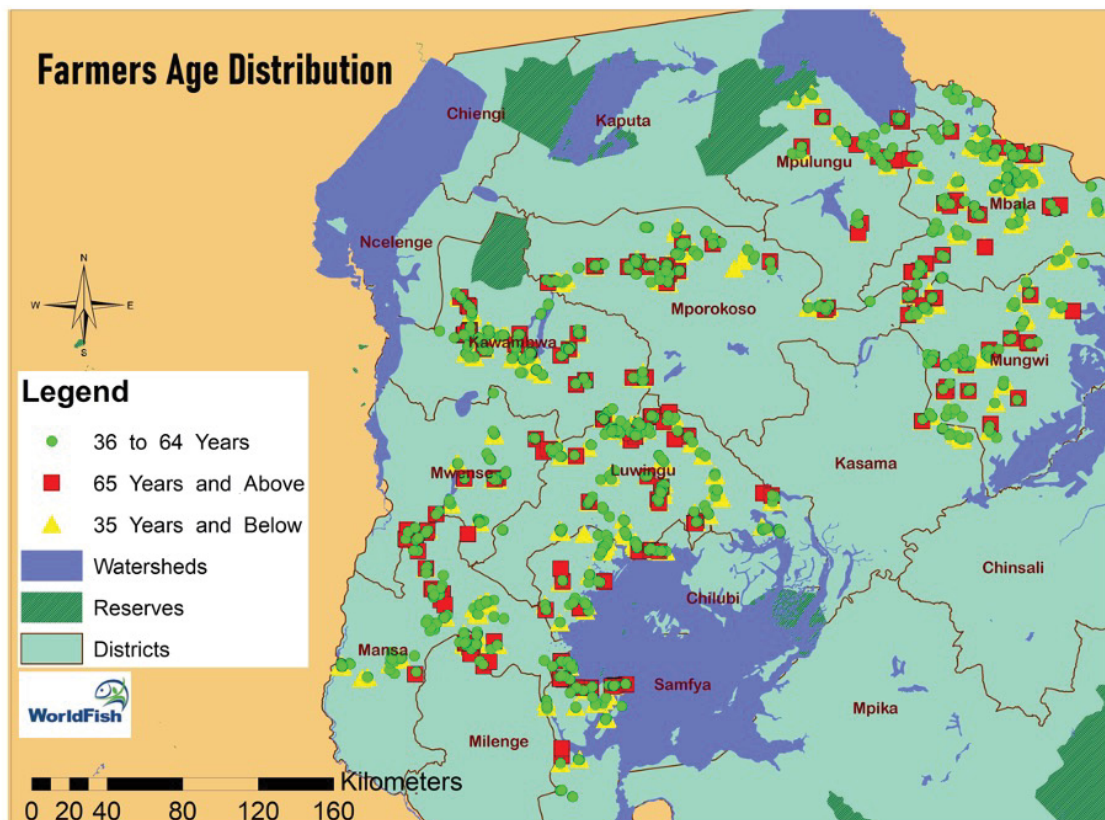 Farmers Age Distribution
Chiengi
Kaputa
Mpulungu
Mbala
Ncelenge
Mporokoso
N
W E
S
Kawambwa
Mungwi
Legend
36 to 64 Years
65 Years and Above
35 Years and Below
Watersheds
Reserves
Districts
Kasama
Mwense
Luwingu
Chinsali
Chilubi
Mansa
Samfya
Mpika
WorldFish
Milenge
Kilometers
0 20 40 80 120 160